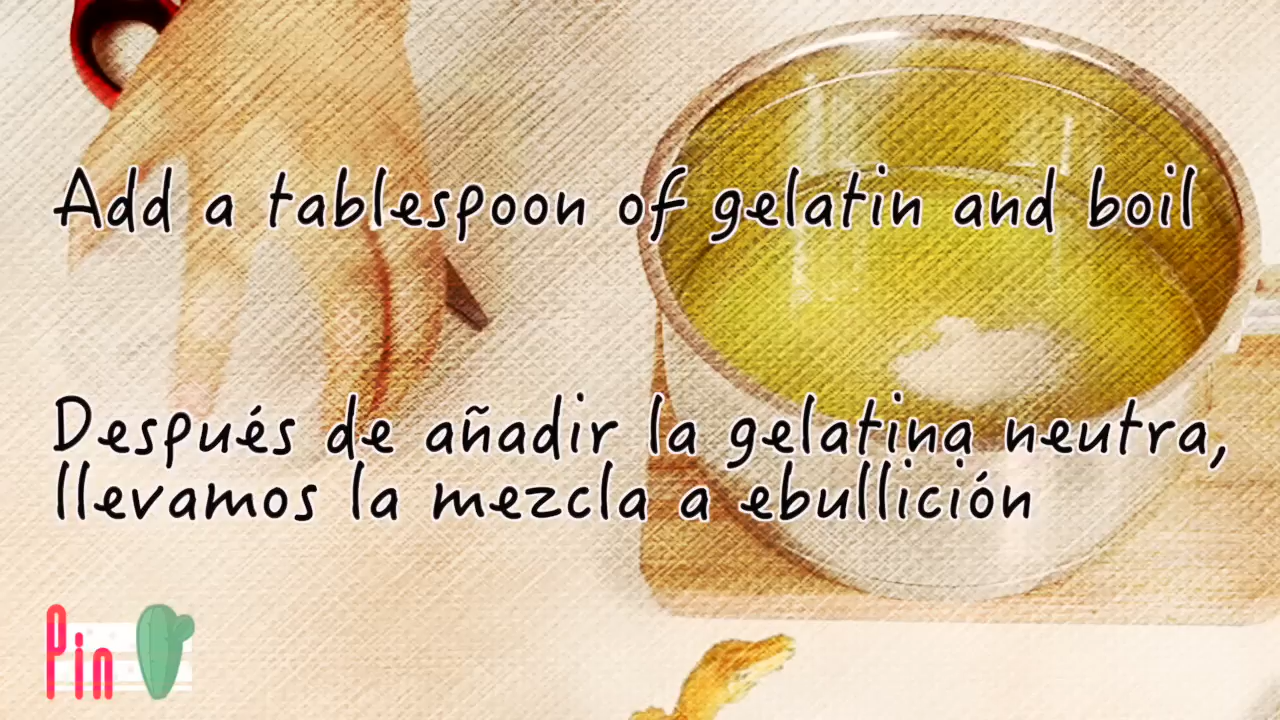 Add a tablespoon of gelatin and boil
Después de añadir la gelatina neutra,
llevamos la mezcla a ebullición
Pin